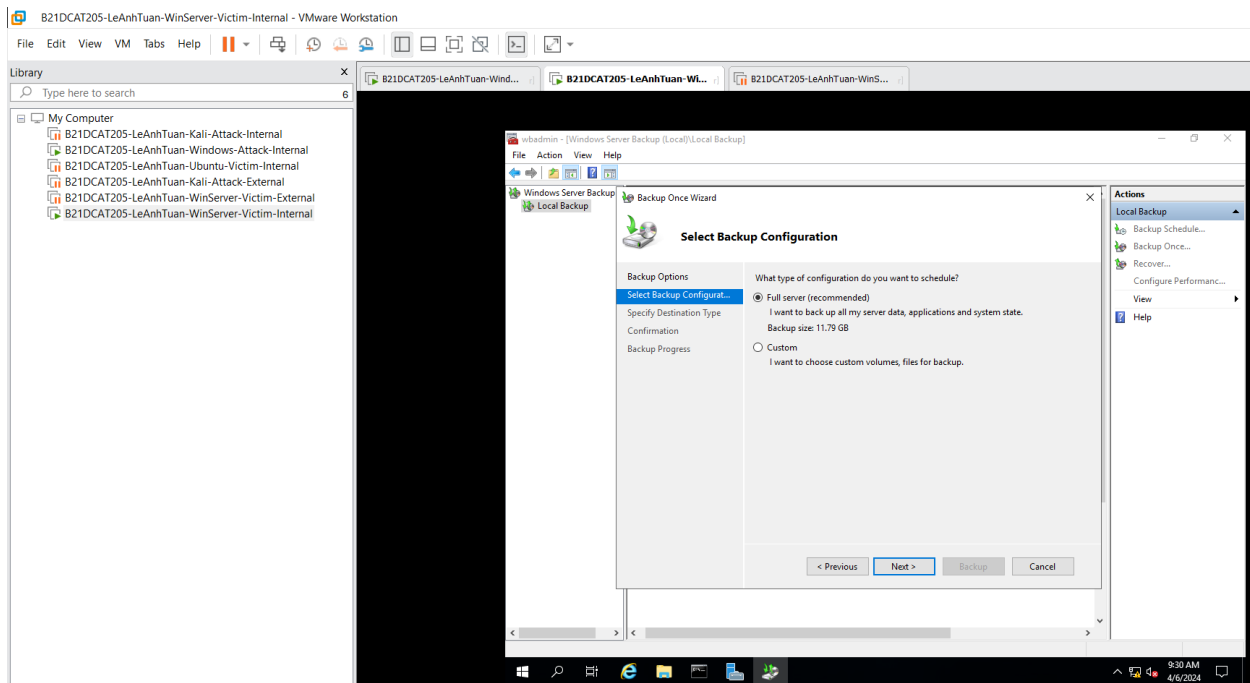 B21DCAT205-LeAnhTuan-WinServer-Victim-Internal - VMware Workstation
File Edit View VM Tabs Help
Library x
Type here to search 6
My Computer
B21DCAT205-LeAnhTuan-Kali-Attack-Internal
B21DCAT205-LeAnhTuan-Windows-Attack-Internal
B21DCAT205-LeAnhTuan-Ubuntu-Victim-Internal
B21DCAT205-LeAnhTuan-Kali-Attack-External
B21DCAT205-LeAnhTuan-WinServer-Victim-External
B21DCAT205-LeAnhTuan-WinServer-Victim-Internal
B21DCAT205-LeAnhTuan-Wind... B21DCAT205-LeAnhTuan-Wi... B21DCAT205-LeAnhTuan-WinS...
wbadmin - [Windows Server Backup (Local)\Local Backup]
File Action View Help
Windows Server Backup
Local Backup
Backup Once Wizard
Select Backup Configuration
Backup Options
Select Backup Configurat...
Specify Destination Type
Confirmation
Backup Progress
What type of configuration do you want to schedule?
Full server (recommended)
I want to back up all my server data, applications and system state.
Backup size: 11.79 GB
Custom
I want to choose custom volumes, files for backup.
< Previous Next > Backup Cancel
Actions
Local Backup
Backup Schedule...
Backup Once...
Recover...
Configure Performanc...
View
Help
9:30 AM
4/6/2024